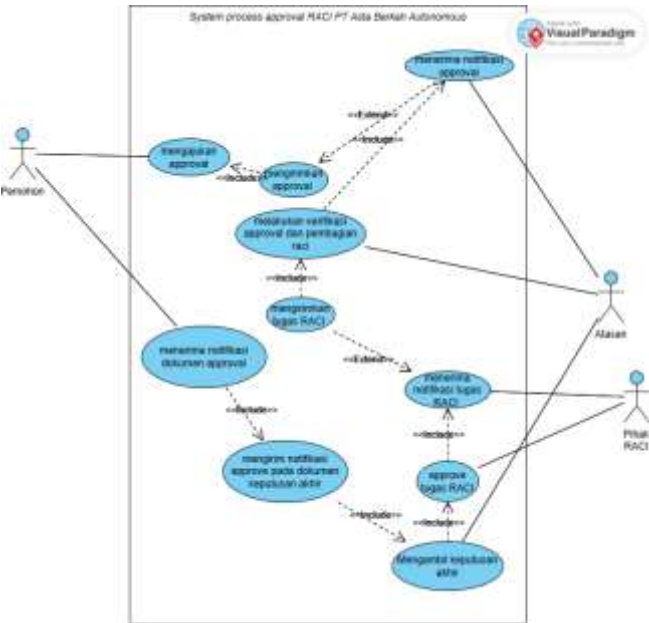 System process approval RACI PT Asta Berkah Autonomous
VisualParadigm
menerima notifikasi
approval
<<Extend>>
<<Include>>
mengajukan
approval
<<Include>>
mengirimkan
approval
Pemohon
melakukan verifikasi
approval dan pembagian
raci
<<Include>>
mengirimkan
tugas RACI
Atasan
menerima notifikasi
dokumen approval
<<Extend>>
menerima
notifikasi tugas
RACI
Pihak
RACI
<<Include>>
<<Include>>
mengirim notifikasi
approve pada dokumen
keputusan akhir
approve
tugas RACI
<<Include>>
<<Include>>
Mengambil keputusan
akhir